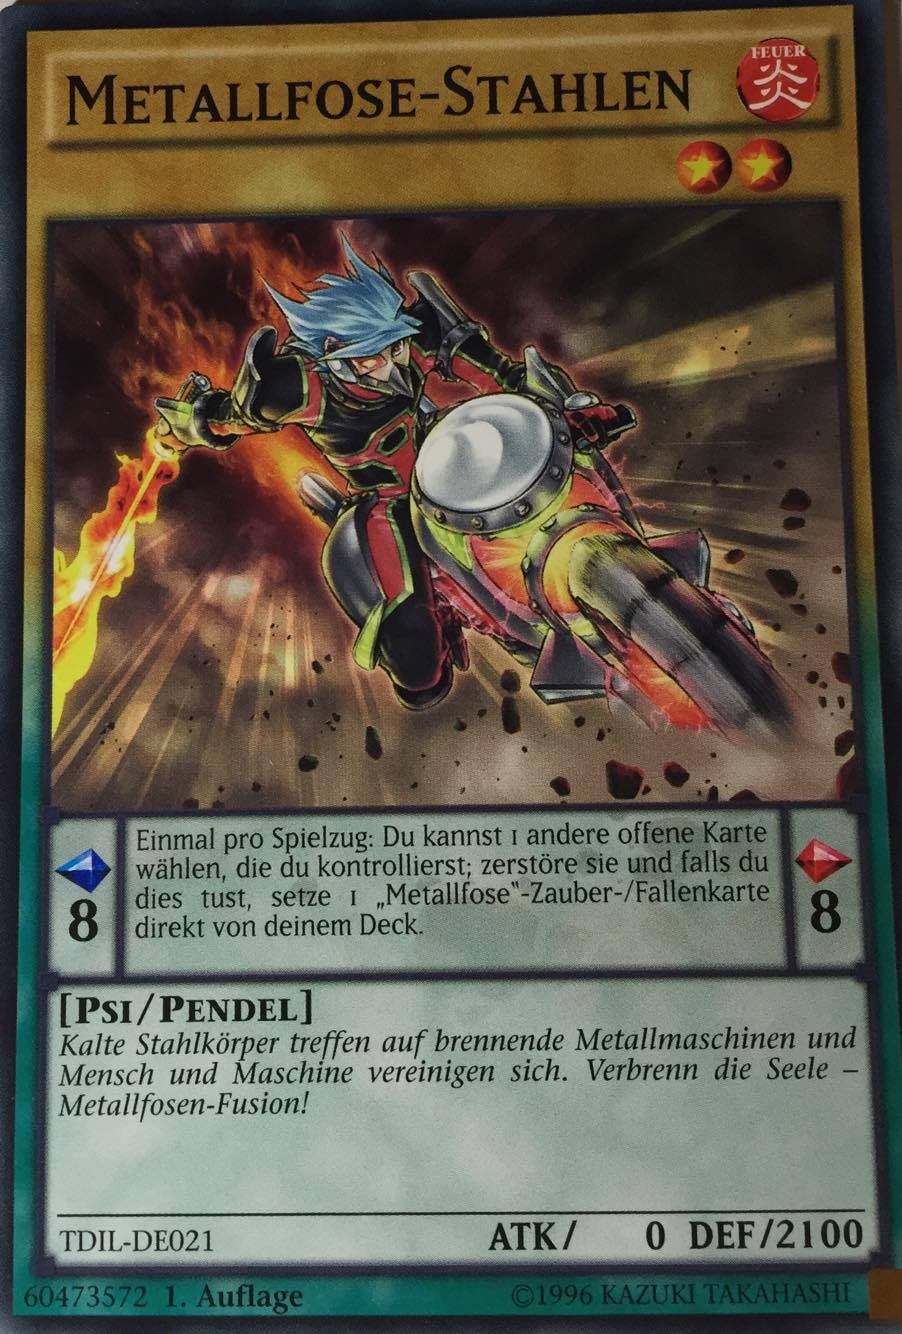 Metallfose-Stahlen
FEUER
炎
Einmal pro Spielzug: Du kannst 1 andere offene Karte
wählen, die du kontrollierst; zerstöre sie und falls du
dies tust, setze 1 „Metallfose“-Zauber-/Fallenkarte
direkt von deinem Deck.
8
8
[Psi/Pendel]
Kalte Stahlkörper treffen auf brennende Metallmaschinen und
Mensch und Maschine vereinigen sich. Verbrenn die Seele –
Metallfosen-Fusion!
TDIL-DE021
ATK/ 0 DEF/2100
60473572 1. Auflage
©1996 KAZUKI TAKAHASHI